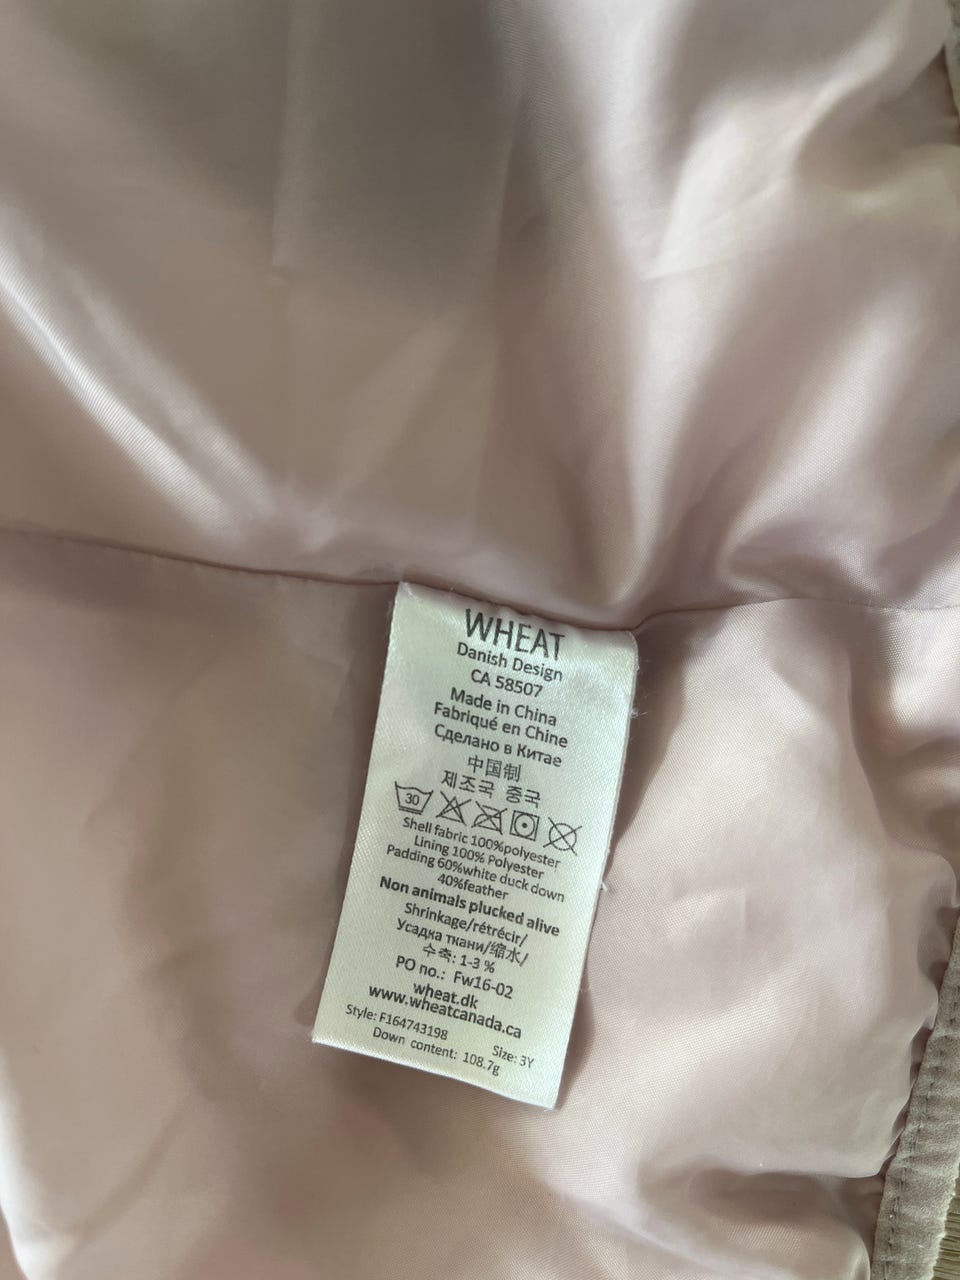 WHEAT
Danish Design
CA 58507
Made in China
Fabriqué en Chine
Сделано в Китае
中国制
제조국 중국
30
Shell fabric 100%polyester
Lining 100% Polyester
Padding 60%white duck down
40%feather
Non animals plucked alive
Shrinkage/rétrécir/
Усадка ткани/缩水/
수축: 1-3 %
PO no.: Fw16-02
wheat.dk
www.wheatcanada.ca
Style: F164743198 Size: 3Y
Down content: 108.7g